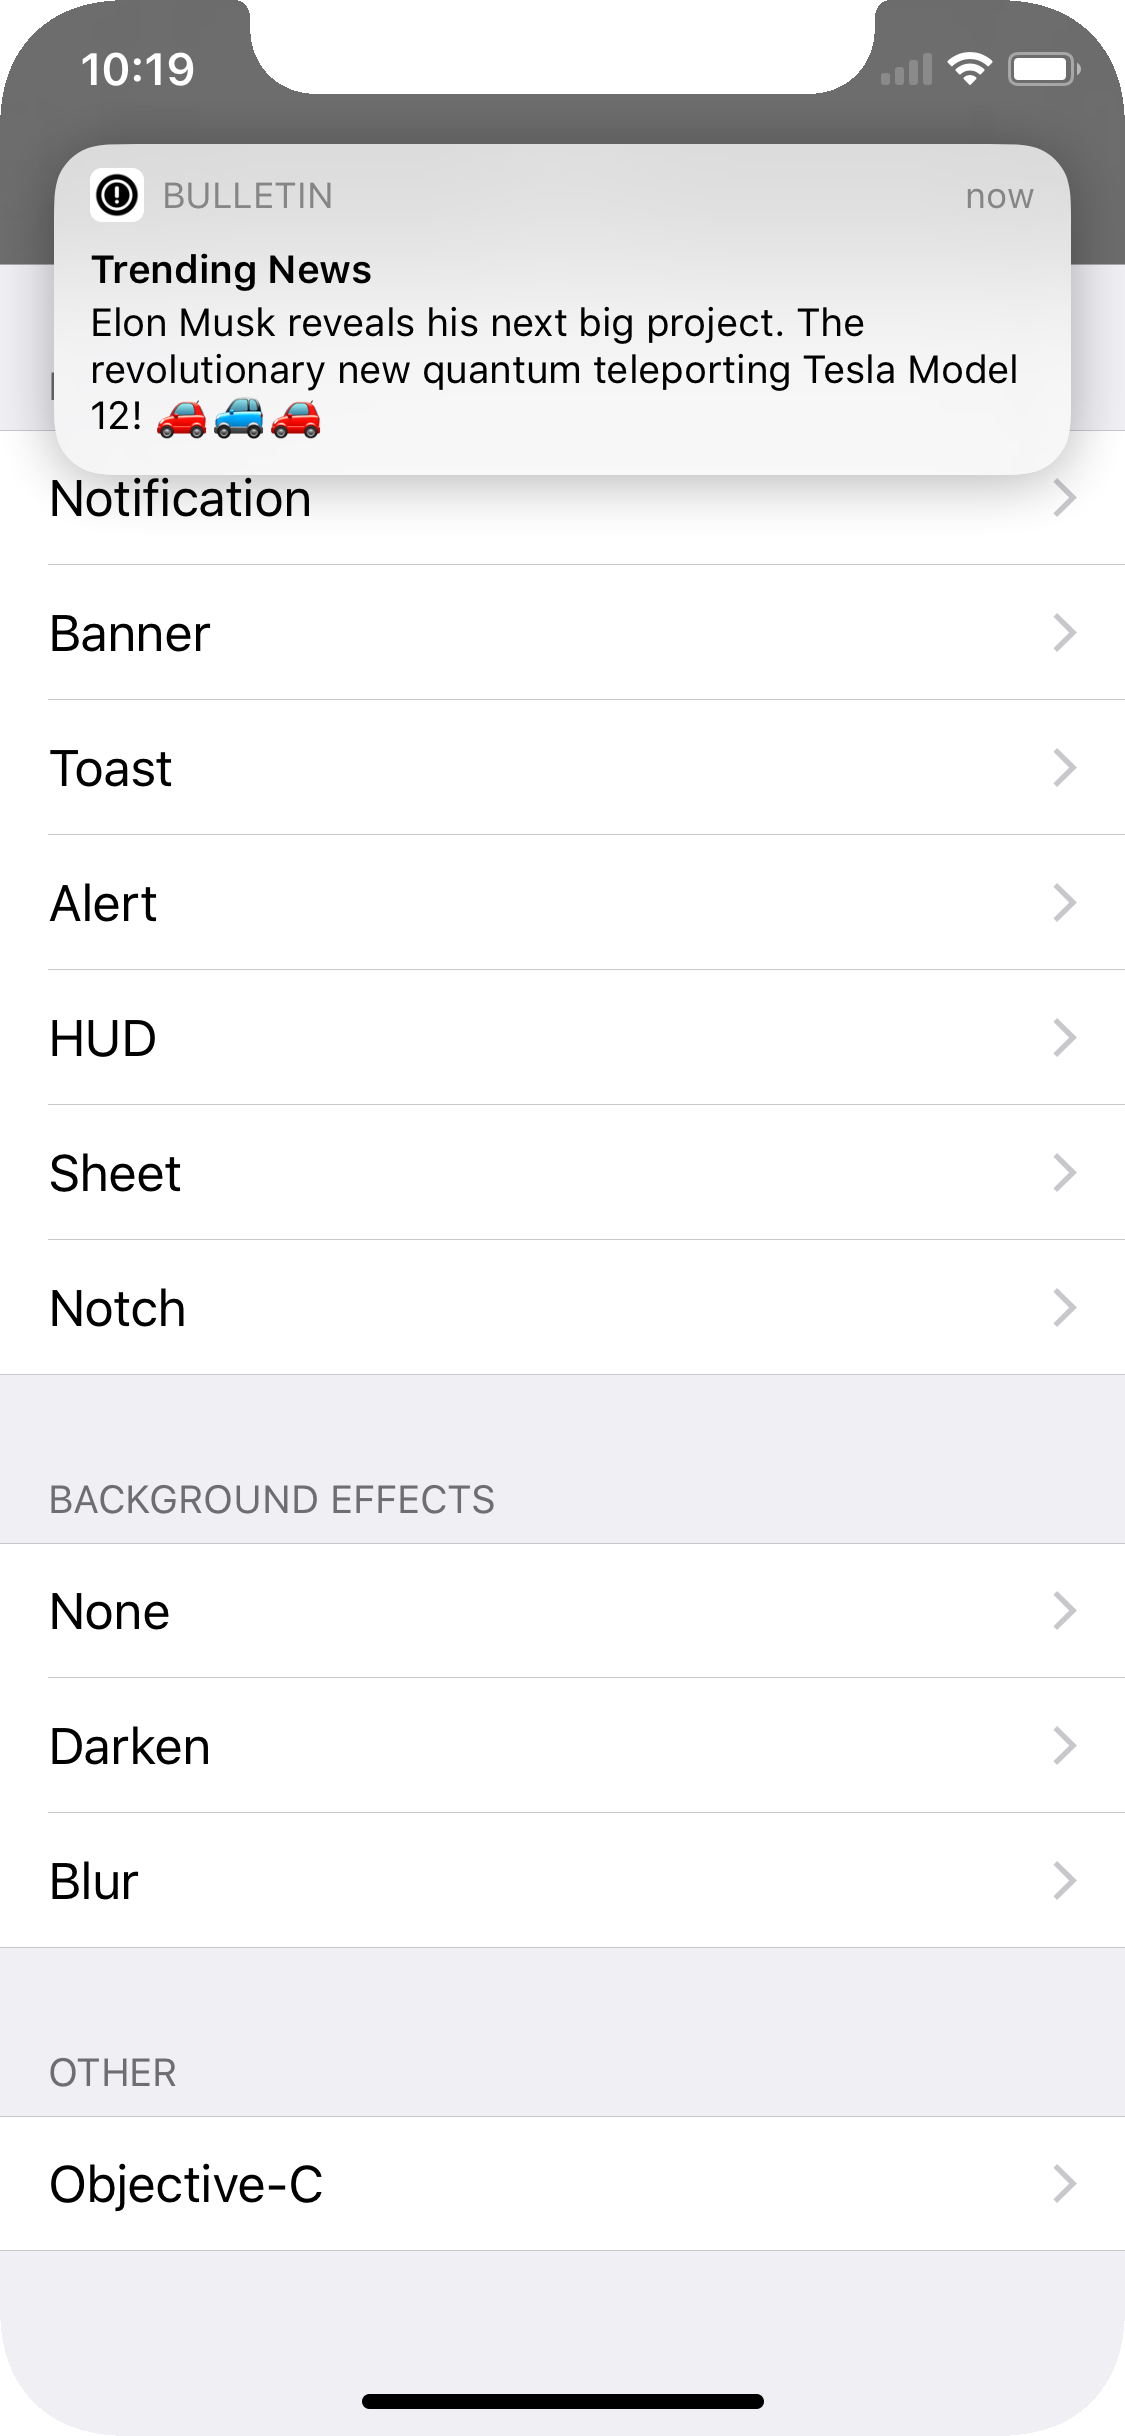 10:19
BULLETIN now
Trending News
Elon Musk reveals his next big project. The
revolutionary new quantum teleporting Tesla Model
12! 🚗🚙🚗
Notification
Banner
Toast
Alert
HUD
Sheet
Notch
BACKGROUND EFFECTS
None
Darken
Blur
OTHER
Objective-C